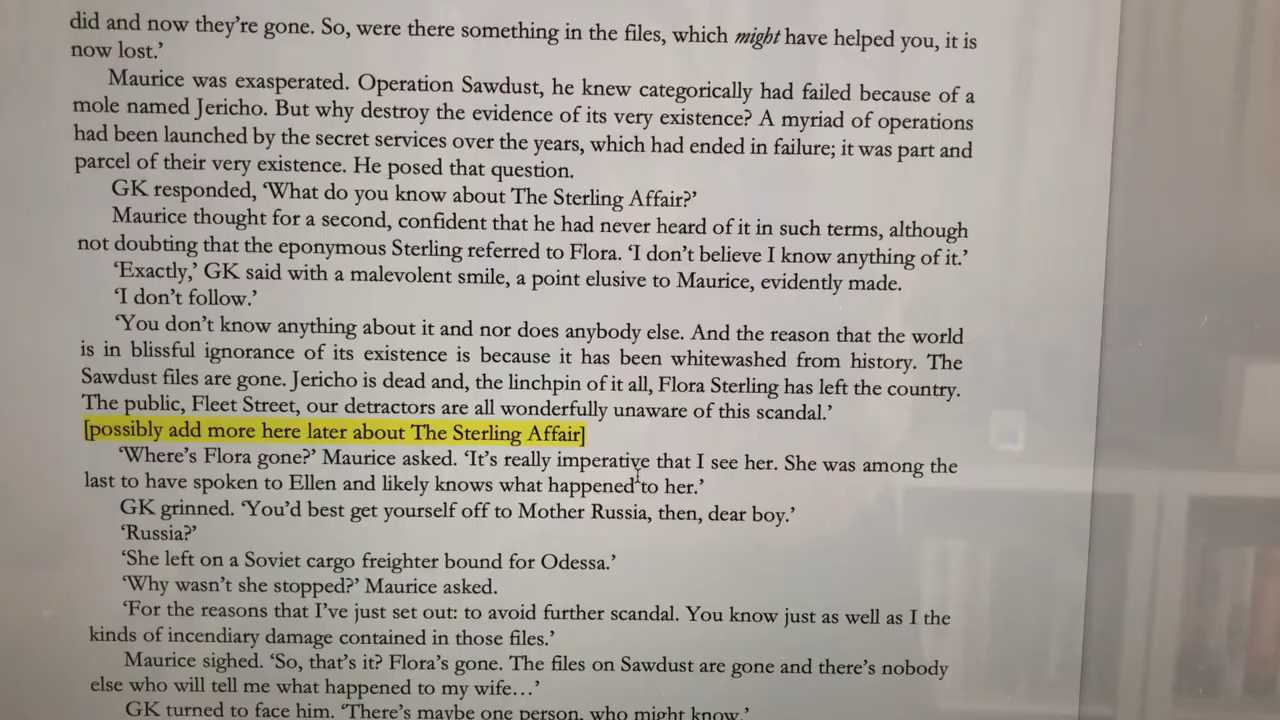 did and now they’re gone. So, were there something in the files, which might have helped you, it is
now lost.’
Maurice was exasperated. Operation Sawdust, he knew categorically had failed because of a
mole named Jericho. But why destroy the evidence of its very existence? A myriad of operations
had been launched by the secret services over the years, which had ended in failure; it was part and
parcel of their very existence. He posed that question.
GK responded, ‘What do you know about The Sterling Affair?’
Maurice thought for a second, confident that he had never heard of it in such terms, although
not doubting that the eponymous Sterling referred to Flora. ‘I don’t believe I know anything of it.’
‘Exactly,’ GK said with a malevolent smile, a point elusive to Maurice, evidently made.
‘I don’t follow.’
‘You don’t know anything about it and nor does anybody else. And the reason that the world
is in blissful ignorance of its existence is because it has been whitewashed from history. The
Sawdust files are gone. Jericho is dead and, the linchpin of it all, Flora Sterling has left the country.
The public, Fleet Street, our detractors are all wonderfully unaware of this scandal.’
[possibly add more here later about The Sterling Affair]
‘Where’s Flora gone?’ Maurice asked. ‘It’s really imperative that I see her. She was among the
last to have spoken to Ellen and likely knows what happened to her.’
GK grinned. ‘You’d best get yourself off to Mother Russia, then, dear boy.’
‘Russia?’
‘She left on a Soviet cargo freighter bound for Odessa.’
‘Why wasn’t she stopped?’ Maurice asked.
‘For the reasons that I’ve just set out: to avoid further scandal. You know just as well as I the
kinds of incendiary damage contained in those files.’
Maurice sighed. ‘So, that’s it? Flora’s gone. The files on Sawdust are gone and there’s nobody
else who will tell me what happened to my wife…’
GK turned to face him. ‘There’s maybe one person, who might know.’